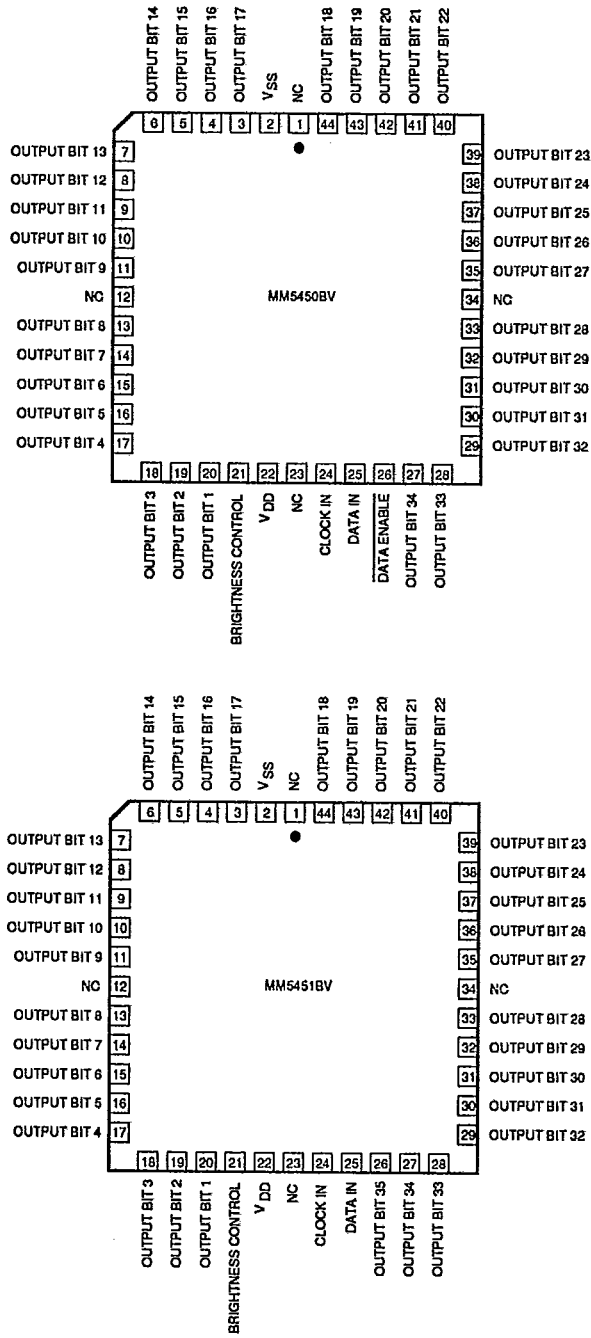 OUTPUT BIT 14
OUTPUT BIT 15
OUTPUT BIT 16
OUTPUT BIT 17
VSS
NC
OUTPUT BIT 18
OUTPUT BIT 19
OUTPUT BIT 20
OUTPUT BIT 21
OUTPUT BIT 22
6 5 4 3 2 1 44 43 42 41 40
OUTPUT BIT 13 7
OUTPUT BIT 12 8
OUTPUT BIT 11 9
OUTPUT BIT 10 10
OUTPUT BIT 9 11
NC 12
OUTPUT BIT 8 13
OUTPUT BIT 7 14
OUTPUT BIT 6 15
OUTPUT BIT 5 16
OUTPUT BIT 4 17
MM5450BV
39 OUTPUT BIT 23
38 OUTPUT BIT 24
37 OUTPUT BIT 25
36 OUTPUT BIT 26
35 OUTPUT BIT 27
34 NC
33 OUTPUT BIT 28
32 OUTPUT BIT 29
31 OUTPUT BIT 30
30 OUTPUT BIT 31
29 OUTPUT BIT 32
18 19 20 21 22 23 24 25 26 27 28
OUTPUT BIT 3
OUTPUT BIT 2
OUTPUT BIT 1
BRIGHTNESS CONTROL
VDD
NC
CLOCK IN
DATA IN
DATA ENABLE
OUTPUT BIT 34
OUTPUT BIT 33
OUTPUT BIT 14
OUTPUT BIT 15
OUTPUT BIT 16
OUTPUT BIT 17
VSS
NC
OUTPUT BIT 18
OUTPUT BIT 19
OUTPUT BIT 20
OUTPUT BIT 21
OUTPUT BIT 22
6 5 4 3 2 1 44 43 42 41 40
OUTPUT BIT 13 7
OUTPUT BIT 12 8
OUTPUT BIT 11 9
OUTPUT BIT 10 10
OUTPUT BIT 9 11
NC 12
OUTPUT BIT 8 13
OUTPUT BIT 7 14
OUTPUT BIT 6 15
OUTPUT BIT 5 16
OUTPUT BIT 4 17
MM5451BV
39 OUTPUT BIT 23
38 OUTPUT BIT 24
37 OUTPUT BIT 25
36 OUTPUT BIT 26
35 OUTPUT BIT 27
34 NC
33 OUTPUT BIT 28
32 OUTPUT BIT 29
31 OUTPUT BIT 30
30 OUTPUT BIT 31
29 OUTPUT BIT 32
18 19 20 21 22 23 24 25 26 27 28
OUTPUT BIT 3
OUTPUT BIT 2
OUTPUT BIT 1
BRIGHTNESS CONTROL
VDD
NC
CLOCK IN
DATA IN
OUTPUT BIT 35
OUTPUT BIT 34
OUTPUT BIT 33